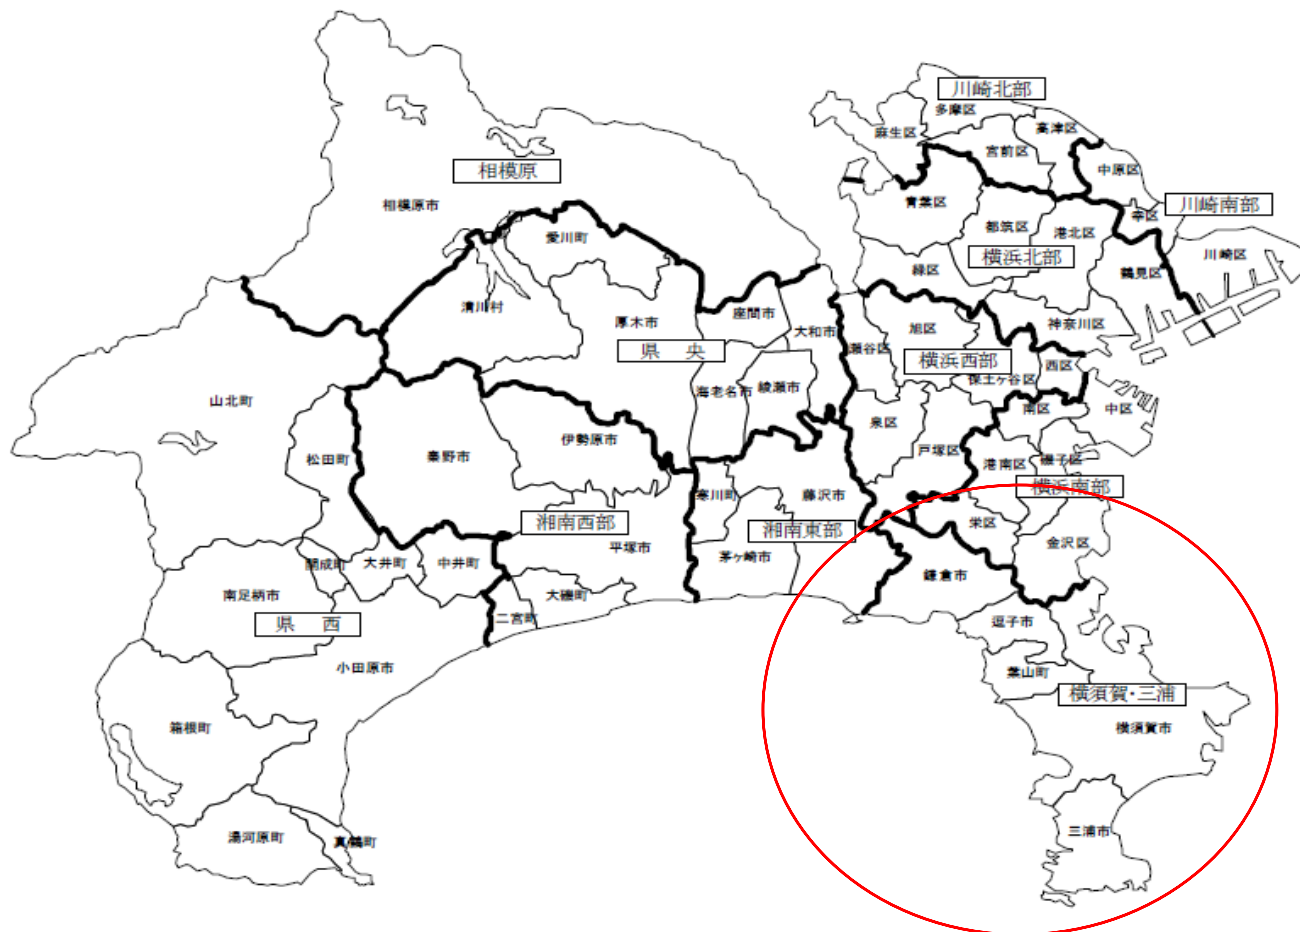 川崎北部
多摩区
麻生区
高津区
宮前区
中原区
相模原
相模原市
青葉区
川崎南部
幸区
都筑区
港北区
横浜北部
川崎区
愛川町
緑区
鶴見区
清川村
座間市
厚木市
大和市
旭区
神奈川区
県 央
瀬谷区
横浜西部
西区
保土ヶ谷区
海老名市
綾瀬市
山北町
南区
中区
泉区
伊勢原市
秦野市
戸塚区
松田町
港南区
磯子区
横浜南部
寒川町
藤沢市
湘南西部
湘南東部
栄区
平塚市
茅ヶ崎市
金沢区
開成町
大井町
中井町
鎌倉市
南足柄市
大磯町
二宮町
県 西
逗子市
小田原市
葉山町
横須賀・三浦
箱根町
横須賀市
湯河原町
真鶴町
三浦市